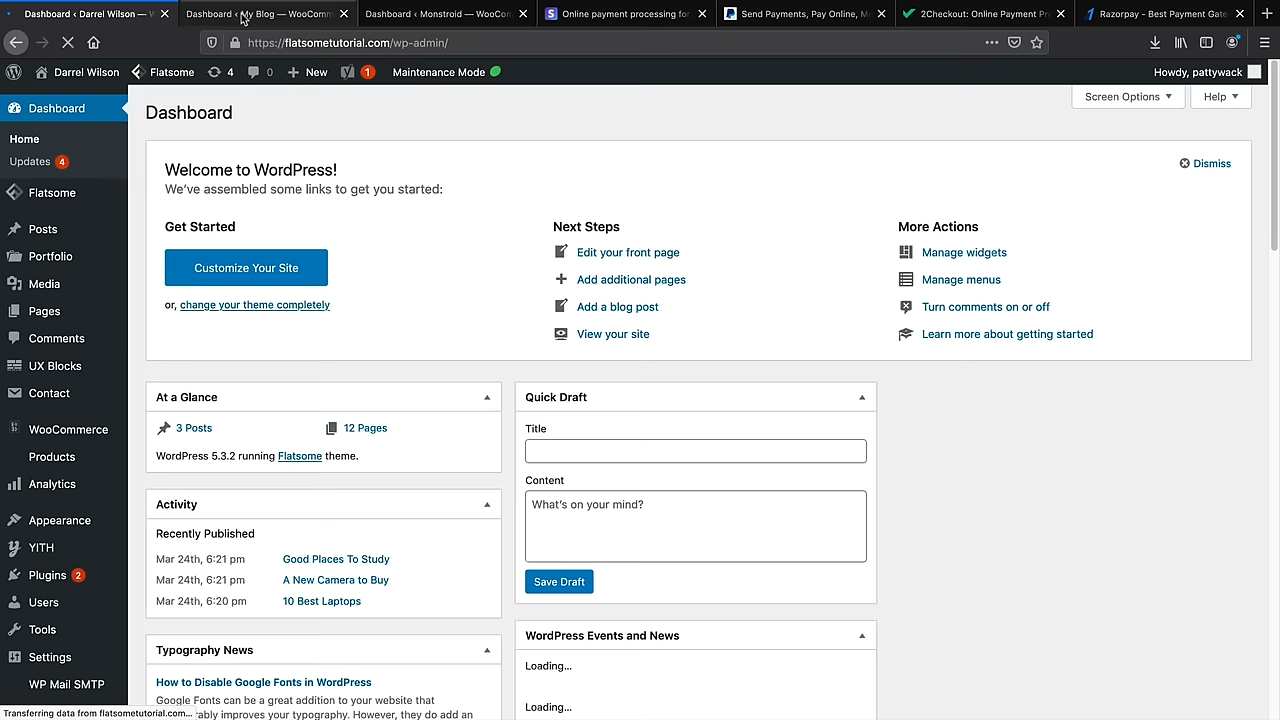 Dashboard ‹ Darrel Wilson —
Dashboard ‹ My Blog — WooComm
Dashboard ‹ Monstroid — WooCom
Online payment processing for
Send Payments, Pay Online, M
2Checkout: Online Payment Pr
Razorpay - Best Payment Gate
https://flatsometutorial.com/wp-admin/
Darrel Wilson
Flatsome
4
0
New
1
Maintenance Mode
Howdy, pattywack
Dashboard
Home
Updates 4
Flatsome
Posts
Portfolio
Media
Pages
Comments
UX Blocks
Contact
WooCommerce
Products
Analytics
Appearance
YITH
Plugins 2
Users
Tools
Settings
WP Mail SMTP
Dashboard
Screen Options
Help
Welcome to WordPress!
We've assembled some links to get you started:
Dismiss
Get Started
Customize Your Site
or, change your theme completely
Next Steps
Edit your front page
Add additional pages
Add a blog post
View your site
More Actions
Manage widgets
Manage menus
Turn comments on or off
Learn more about getting started
At a Glance
3 Posts
12 Pages
WordPress 5.3.2 running Flatsome theme.
Activity
Recently Published
Mar 24th, 6:21 pm Good Places To Study
Mar 24th, 6:21 pm A New Camera to Buy
Mar 24th, 6:20 pm 10 Best Laptops
Typography News
How to Disable Google Fonts in WordPress
Google Fonts can be a great addition to your website that
improves your typography. However, they do add an
Quick Draft
Title
Content
What's on your mind?
Save Draft
WordPress Events and News
Loading...
Loading...
Transferring data from flatsometutorial.com...